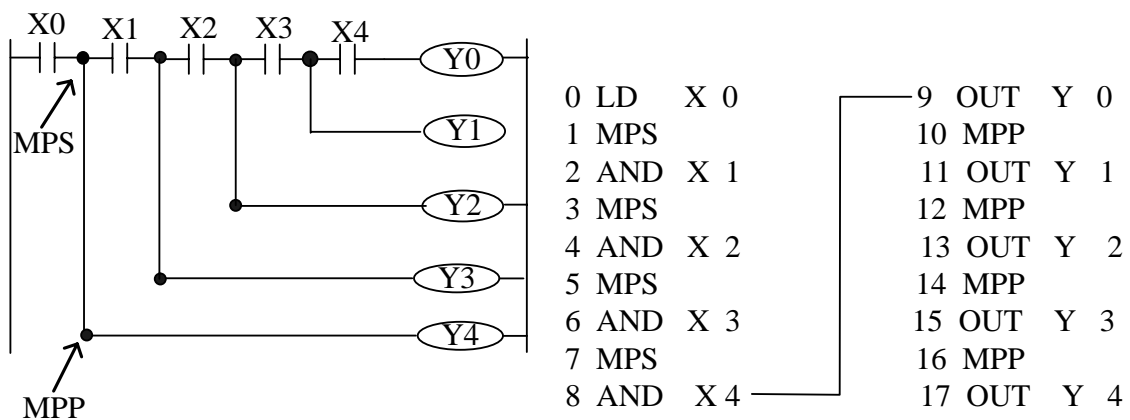 X0 X1 X2 X3 X4
Y0
Y1
MPS
Y2
Y3
Y4
MPP
0 LD X 0
1 MPS
2 AND X 1
3 MPS
4 AND X 2
5 MPS
6 AND X 3
7 MPS
8 AND X 4
9 OUT Y 0
10 MPP
11 OUT Y 1
12 MPP
13 OUT Y 2
14 MPP
15 OUT Y 3
16 MPP
17 OUT Y 4